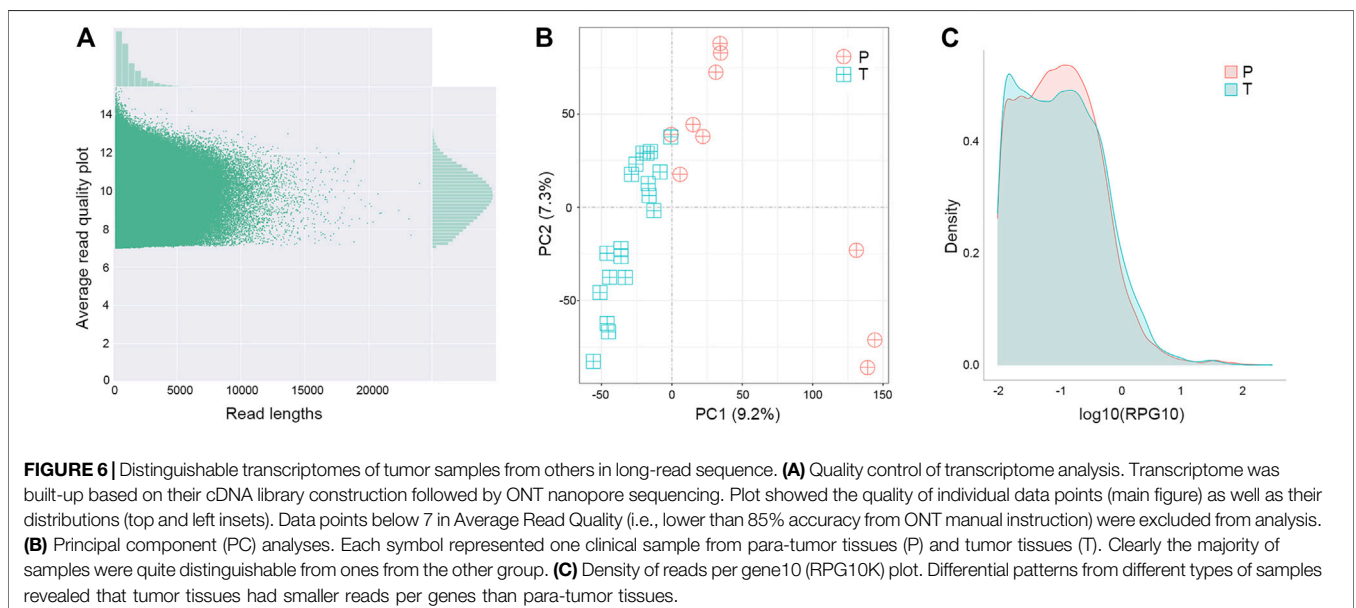 A
Average read quality plot
14
12
10
8
6
4
2
0
0 5000 10000 15000 20000
Read lengths
B
P
T
PC2 (7.3%)
50
0
-50
-50 0 50 100 150
PC1 (9.2%)
C
P
T
Density
0.4
0.2
0.0
-2 -1 0 1 2
log10(RPG10)
FIGURE 6 | Distinguishable transcriptomes of tumor samples from others in long-read sequence. (A) Quality control of transcriptome analysis. Transcriptome was
built-up based on their cDNA library construction followed by ONT nanopore sequencing. Plot showed the quality of individual data points (main figure) as well as their
distributions (top and left insets). Data points below 7 in Average Read Quality (i.e., lower than 85% accuracy from ONT manual instruction) were excluded from analysis.
(B) Principal component (PC) analyses. Each symbol represented one clinical sample from para-tumor tissues (P) and tumor tissues (T). Clearly the majority of
samples were quite distinguishable from ones from the other group. (C) Density of reads per gene10 (RPG10K) plot. Differential patterns from different types of samples
revealed that tumor tissues had smaller reads per genes than para-tumor tissues.